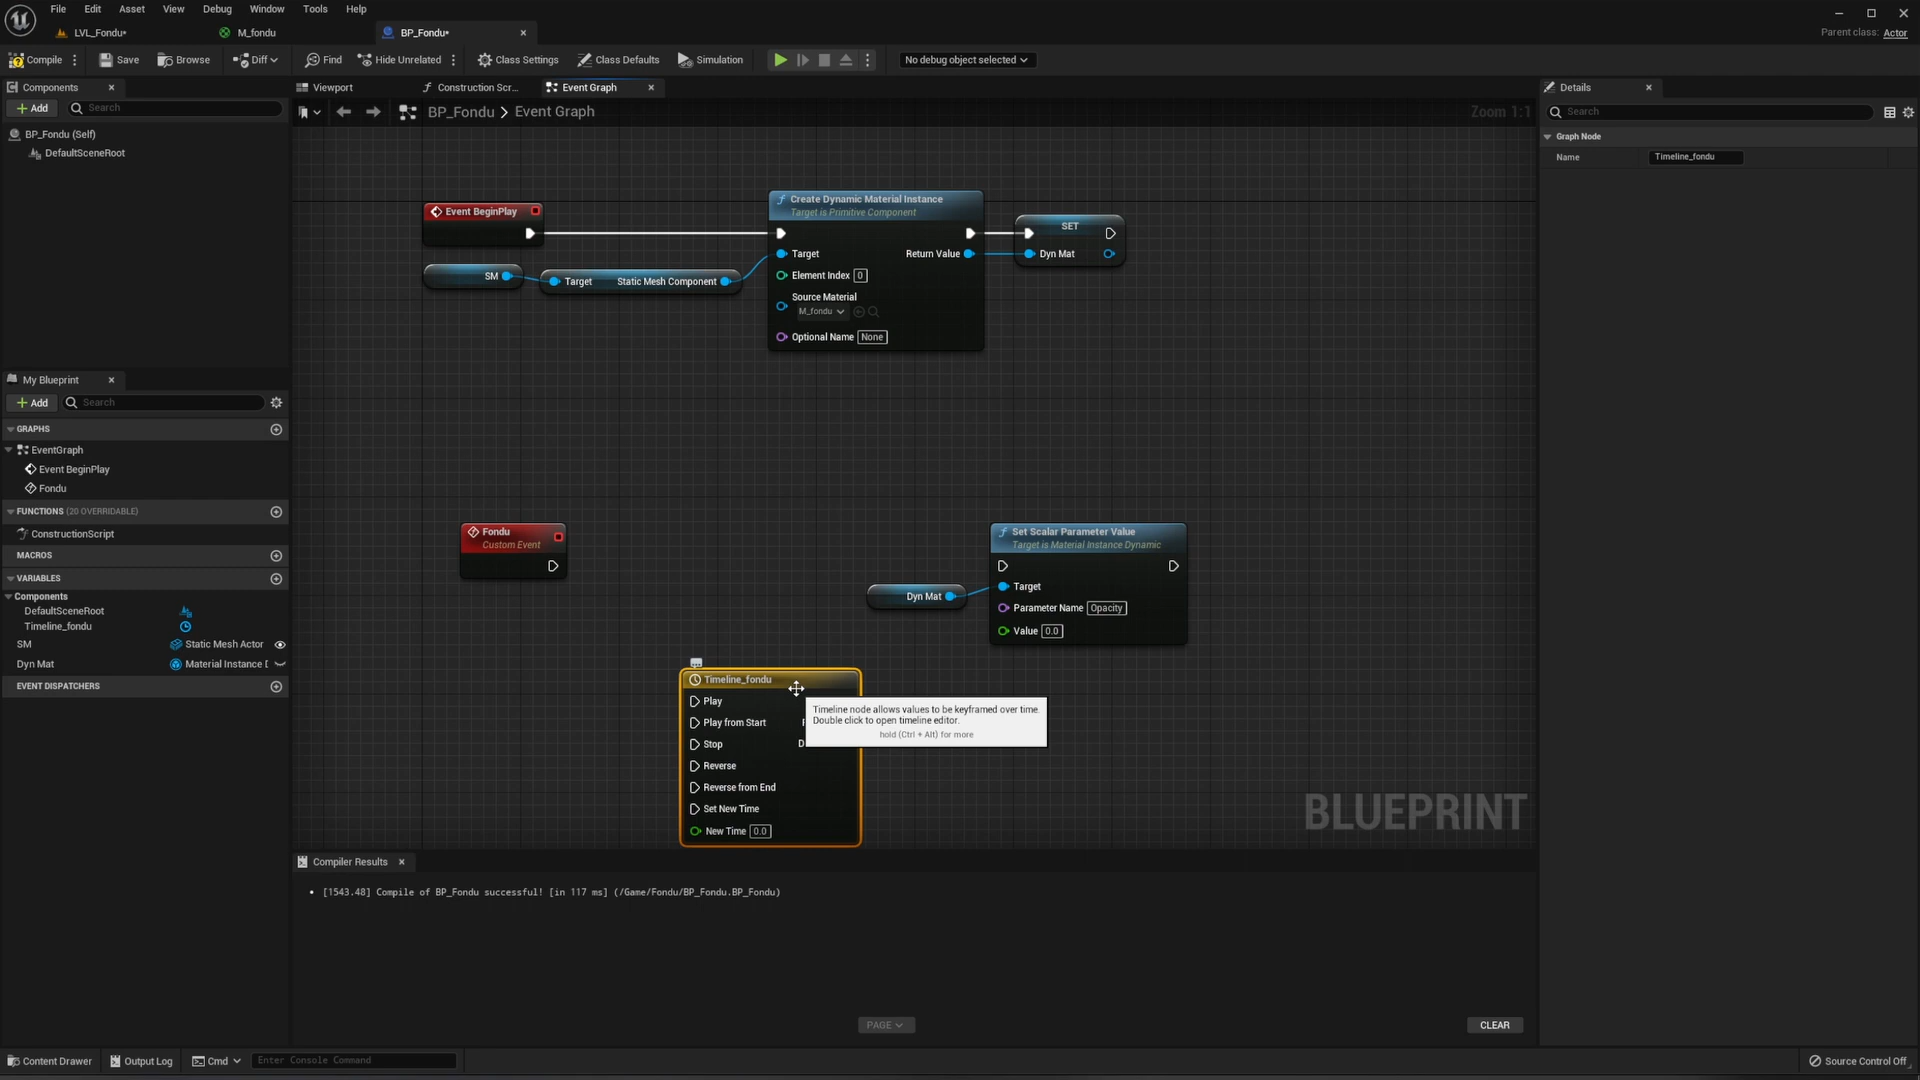 File Edit Asset View Debug Window Tools Help
LVL_Fondu* M_fondu BP_Fondu*
Parent class: Actor
Compile Save Browse Diff Find Hide Unrelated Class Settings Class Defaults Simulation No debug object selected
Components
Add Search
BP_Fondu (Self)
DefaultSceneRoot
Viewport Construction Scr... Event Graph
BP_Fondu > Event Graph Zoom 1:1
Details
Search
Graph Node
Name Timeline_fondu
Event BeginPlay
SM
Target Static Mesh Component
Create Dynamic Material Instance
Target is Primitive Component
Target Return Value
Element Index 0
Source Material
M_fondu
Optional Name None
SET
Dyn Mat
My Blueprint
Add Search
GRAPHS
EventGraph
Event BeginPlay
Fondu
FUNCTIONS (20 OVERRIDABLE)
ConstructionScript
MACROS
VARIABLES
Components
DefaultSceneRoot
Timeline_fondu
SM Static Mesh Actor
Dyn Mat Material Instance D
EVENT DISPATCHERS
Fondu
Custom Event
Dyn Mat
Set Scalar Parameter Value
Target is Material Instance Dynamic
Target
Parameter Name Opacity
Value 0.0
Timeline_fondu
Play
Play from Start
Stop D
Reverse
Reverse from End
Set New Time
New Time 0.0
Timeline node allows values to be keyframed over time.
Double click to open timeline editor.
hold (Ctrl + Alt) for more
BLUEPRINT
Compiler Results
[1543.48] Compile of BP_Fondu successful! [in 117 ms] (/Game/Fondu/BP_Fondu.BP_Fondu)
PAGE CLEAR
Content Drawer Output Log Cmd Enter Console Command Source Control Off